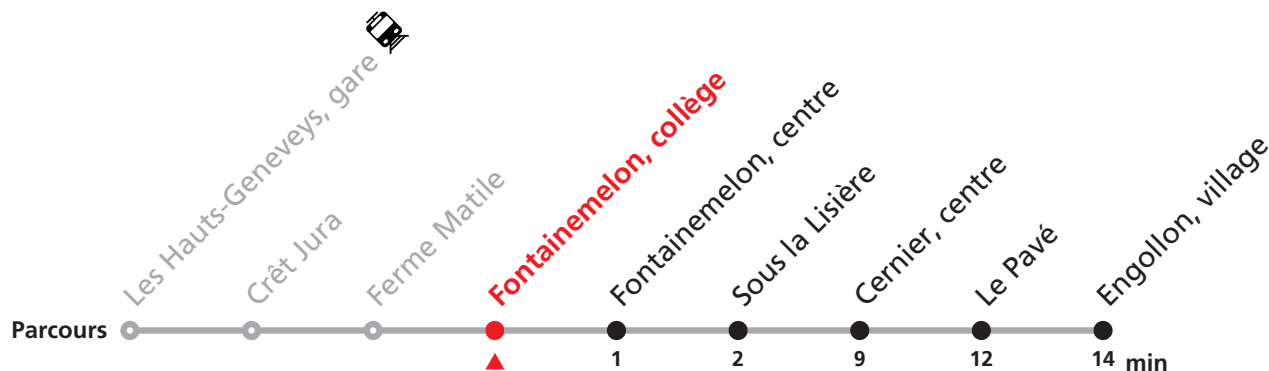 Les Hauts-Geneveys, gare
Crêt Jura
Ferme Matile
Fontainemelon, collège
Fontainemelon, centre
Sous la Lisière
Cernier, centre
Le Pavé
Engollon, village
Parcours
1 2 9 12 14 min